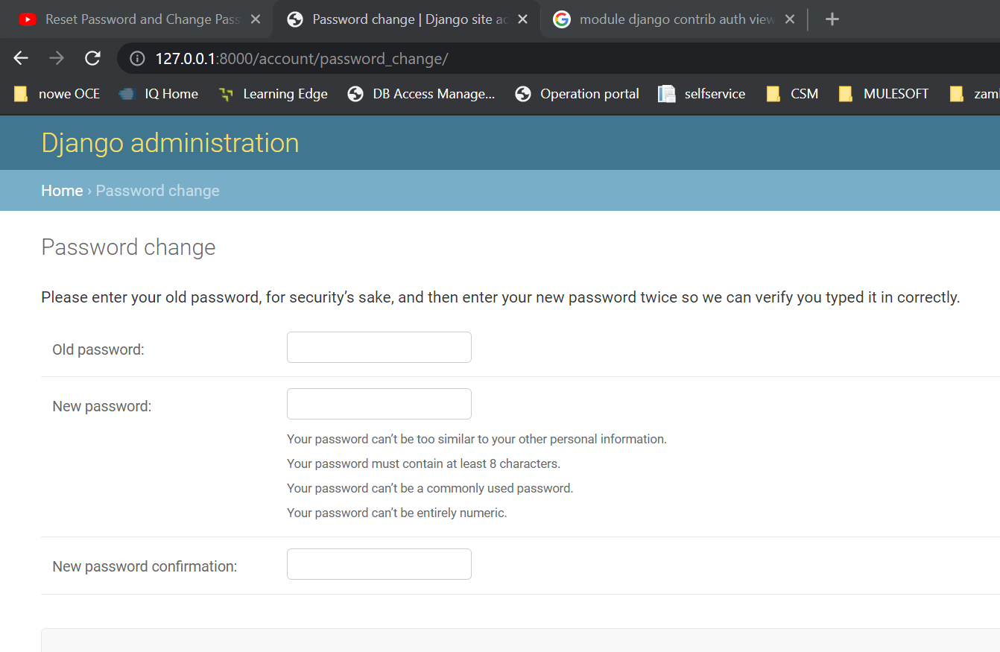 Reset Password and Change Pass
Password change | Django site ac
module django contrib auth view
127.0.0.1:8000/account/password_change/
nowe OCE
IQ Home
Learning Edge
DB Access Manage...
Operation portal
selfservice
CSM
MULESOFT
zam
Django administration
Home › Password change
Password change
Please enter your old password, for security’s sake, and then enter your new password twice so we can verify you typed it in correctly.
Old password:
New password:
Your password can’t be too similar to your other personal information.
Your password must contain at least 8 characters.
Your password can’t be a commonly used password.
Your password can’t be entirely numeric.
New password confirmation: